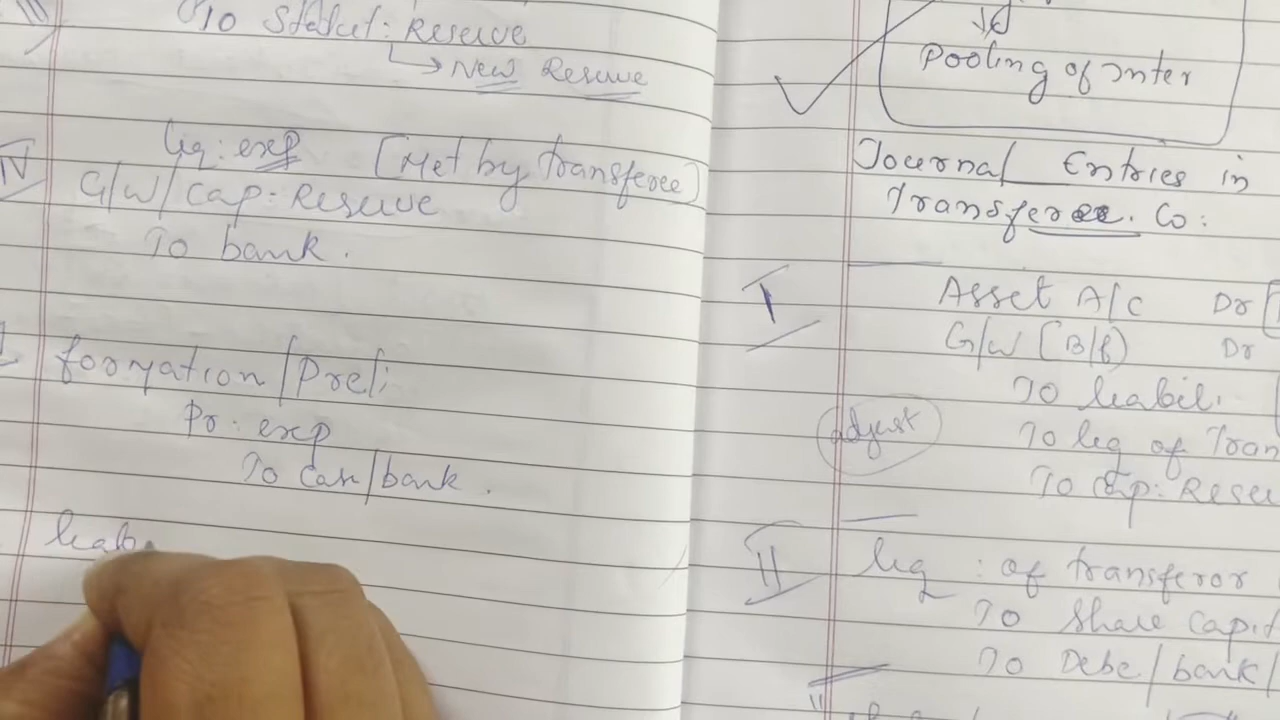 To Statut: Reserve
→ New Reserve
IV
liq: exp [Met by transferee]
G/W/cap: Reserve
To bank.
formation/Preli
Pr. exp
To Cash/bank.
leab
Pooling of Inter
Journal Entries in
Transferee. Co:
I
Asset A/C Dr
G/W [B/f) Dr
To leabil.
adjust
To liq of Tran
To Cap: Rese
II
liq: of transferor
To Share capit
To Debe/bank/